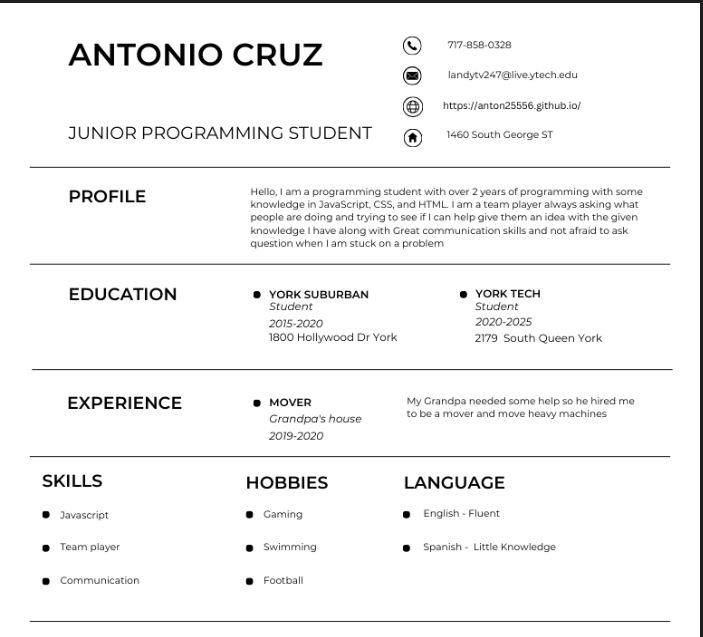 ANTONIO CRUZ
717-858-0328
landytv247@live.ytech.edu
https://anton25556.github.io/
JUNIOR PROGRAMMING STUDENT
1460 South George ST
PROFILE
Hello, I am a programming student with over 2 years of programming with some
knowledge in JavaScript, CSS, and HTML. I am a team player always asking what
people are doing and trying to see if I can help give them an idea with the given
knowledge I have along with Great communication skills and not afraid to ask
question when I am stuck on a problem
EDUCATION
YORK SUBURBAN
Student
2015-2020
1800 Hollywood Dr York
YORK TECH
Student
2020-2025
2179 South Queen York
EXPERIENCE
MOVER
Grandpa's house
2019-2020
My Grandpa needed some help so he hired me
to be a mover and move heavy machines
SKILLS
Javascript
Team player
Communication
HOBBIES
Gaming
Swimming
Football
LANGUAGE
English - Fluent
Spanish - Little Knowledge